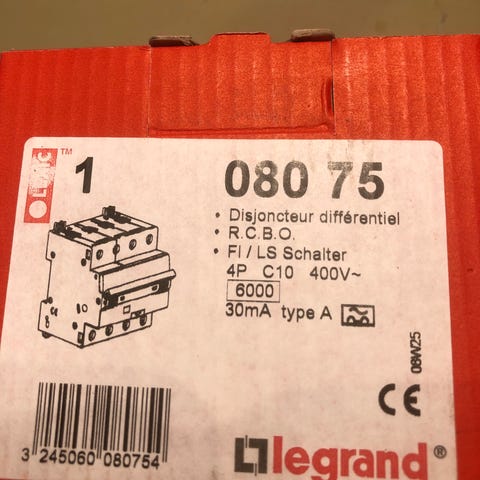 LEXIC™
1
080 75
• Disjoncteur différentiel
• R.C.B.O.
• FI / LS Schalter
4P C10 400V~
6000
30mA type A
08W25
CE
3 245060 080754
legrand®